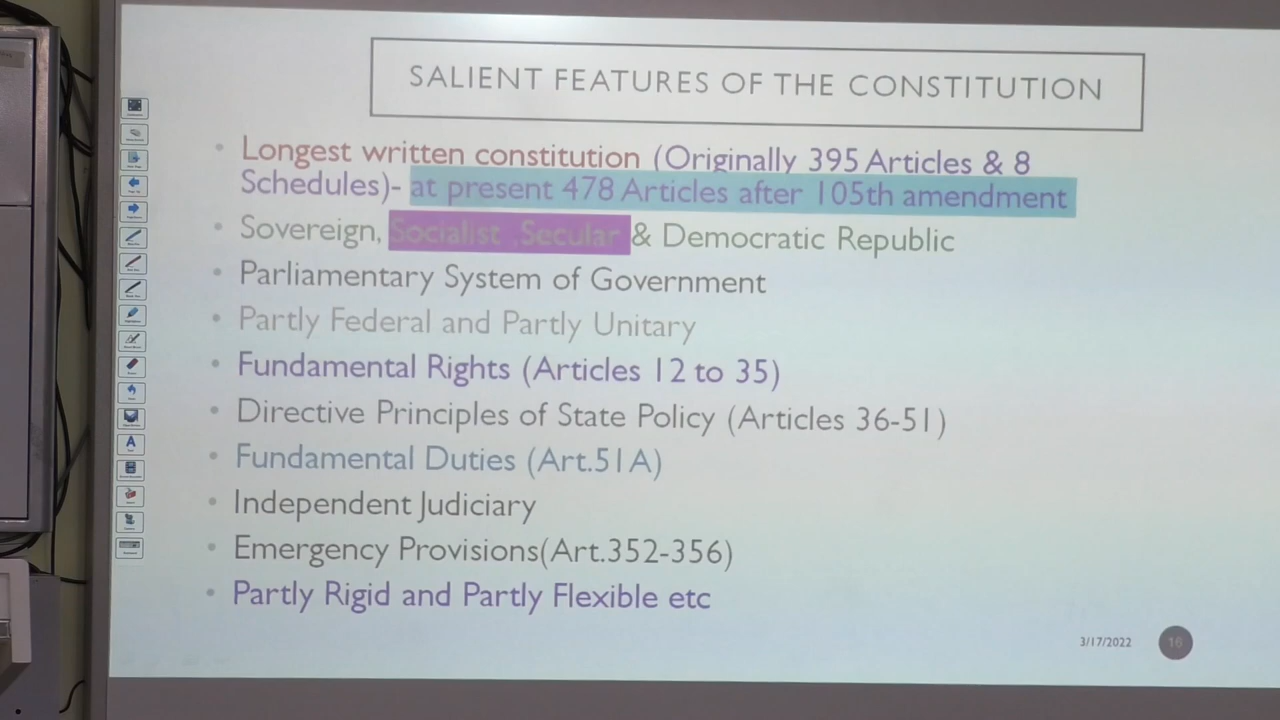 SALIENT FEATURES OF THE CONSTITUTION
• Longest written constitution (Originally 395 Articles & 8
Schedules)- at present 478 Articles after 105th amendment
• Sovereign, Socialist ,Secular & Democratic Republic
• Parliamentary System of Government
• Partly Federal and Partly Unitary
• Fundamental Rights (Articles 12 to 35)
• Directive Principles of State Policy (Articles 36-51)
• Fundamental Duties (Art.51A)
• Independent Judiciary
• Emergency Provisions(Art.352-356)
• Partly Rigid and Partly Flexible etc
3/17/2022 16